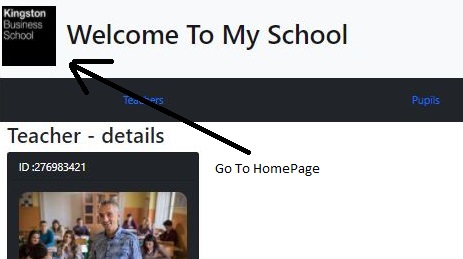 Kingston
Business
School
Welcome To My School
Teachers
Pupils
Teacher - details
ID :276983421
Go To HomePage